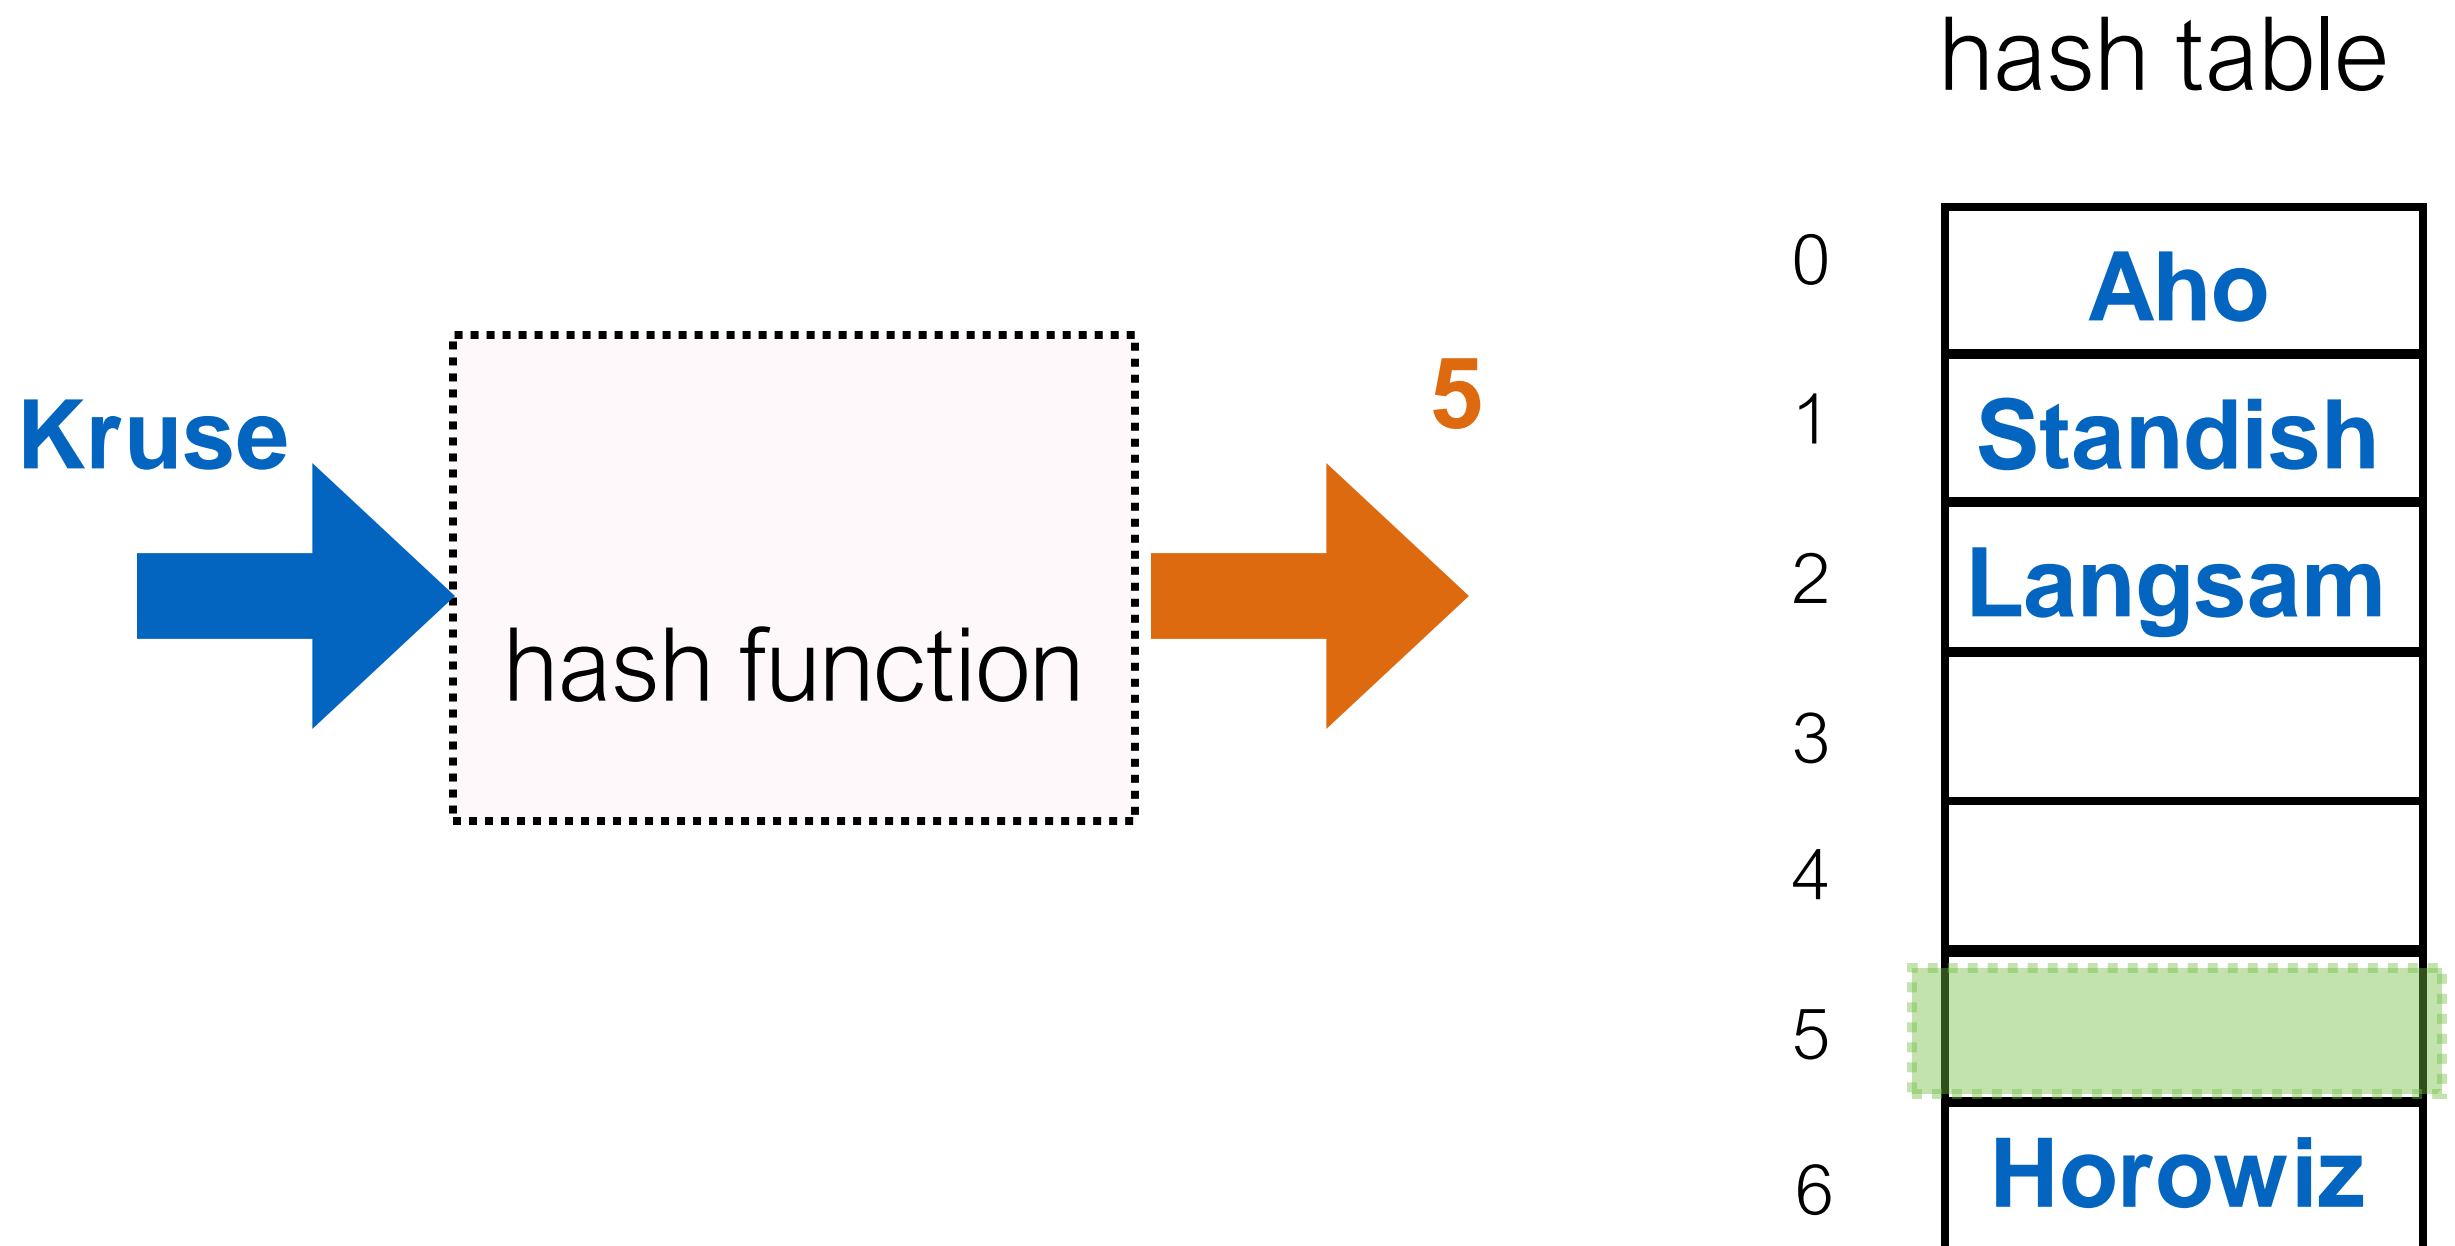 hash table
Kruse
hash function
5
0 Aho
1 Standish
2 Langsam
3
4
5
6 Horowiz